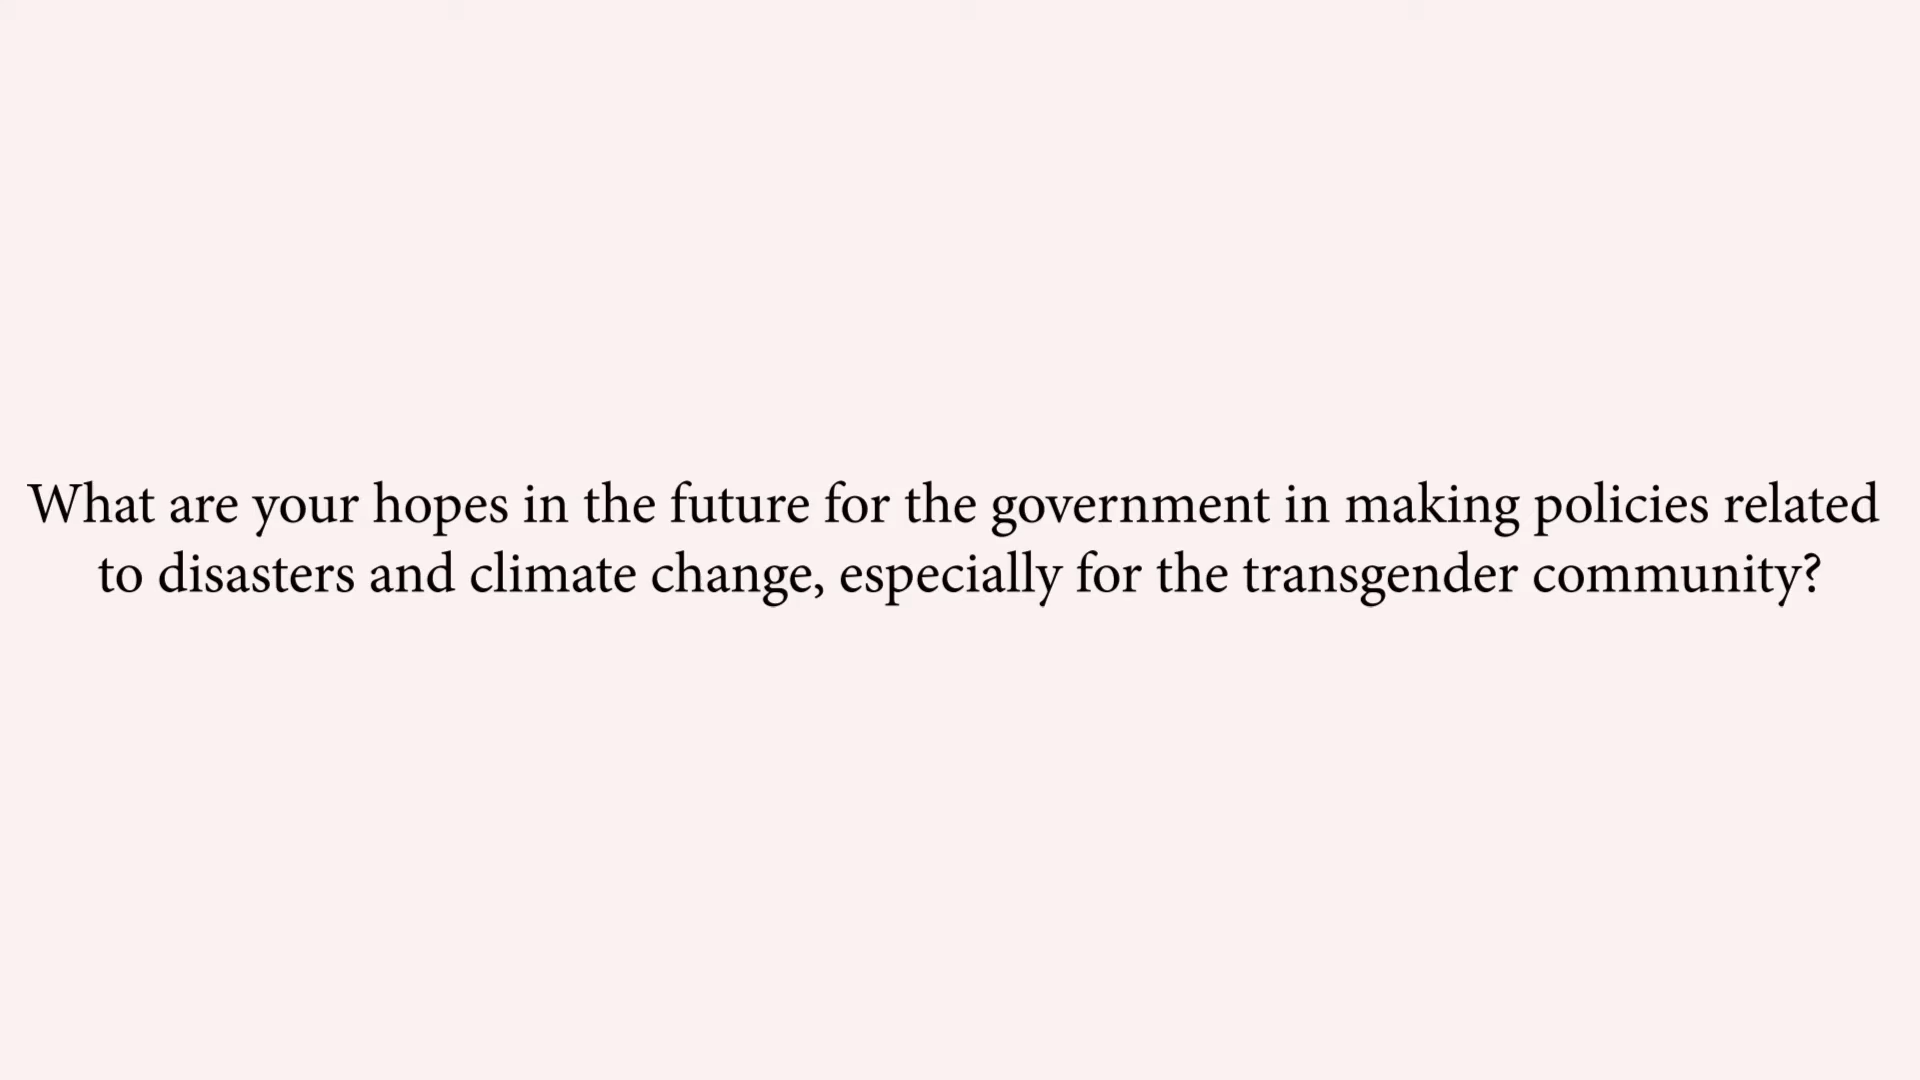 What are your hopes in the future for the government in making policies related
to disasters and climate change, especially for the transgender community?